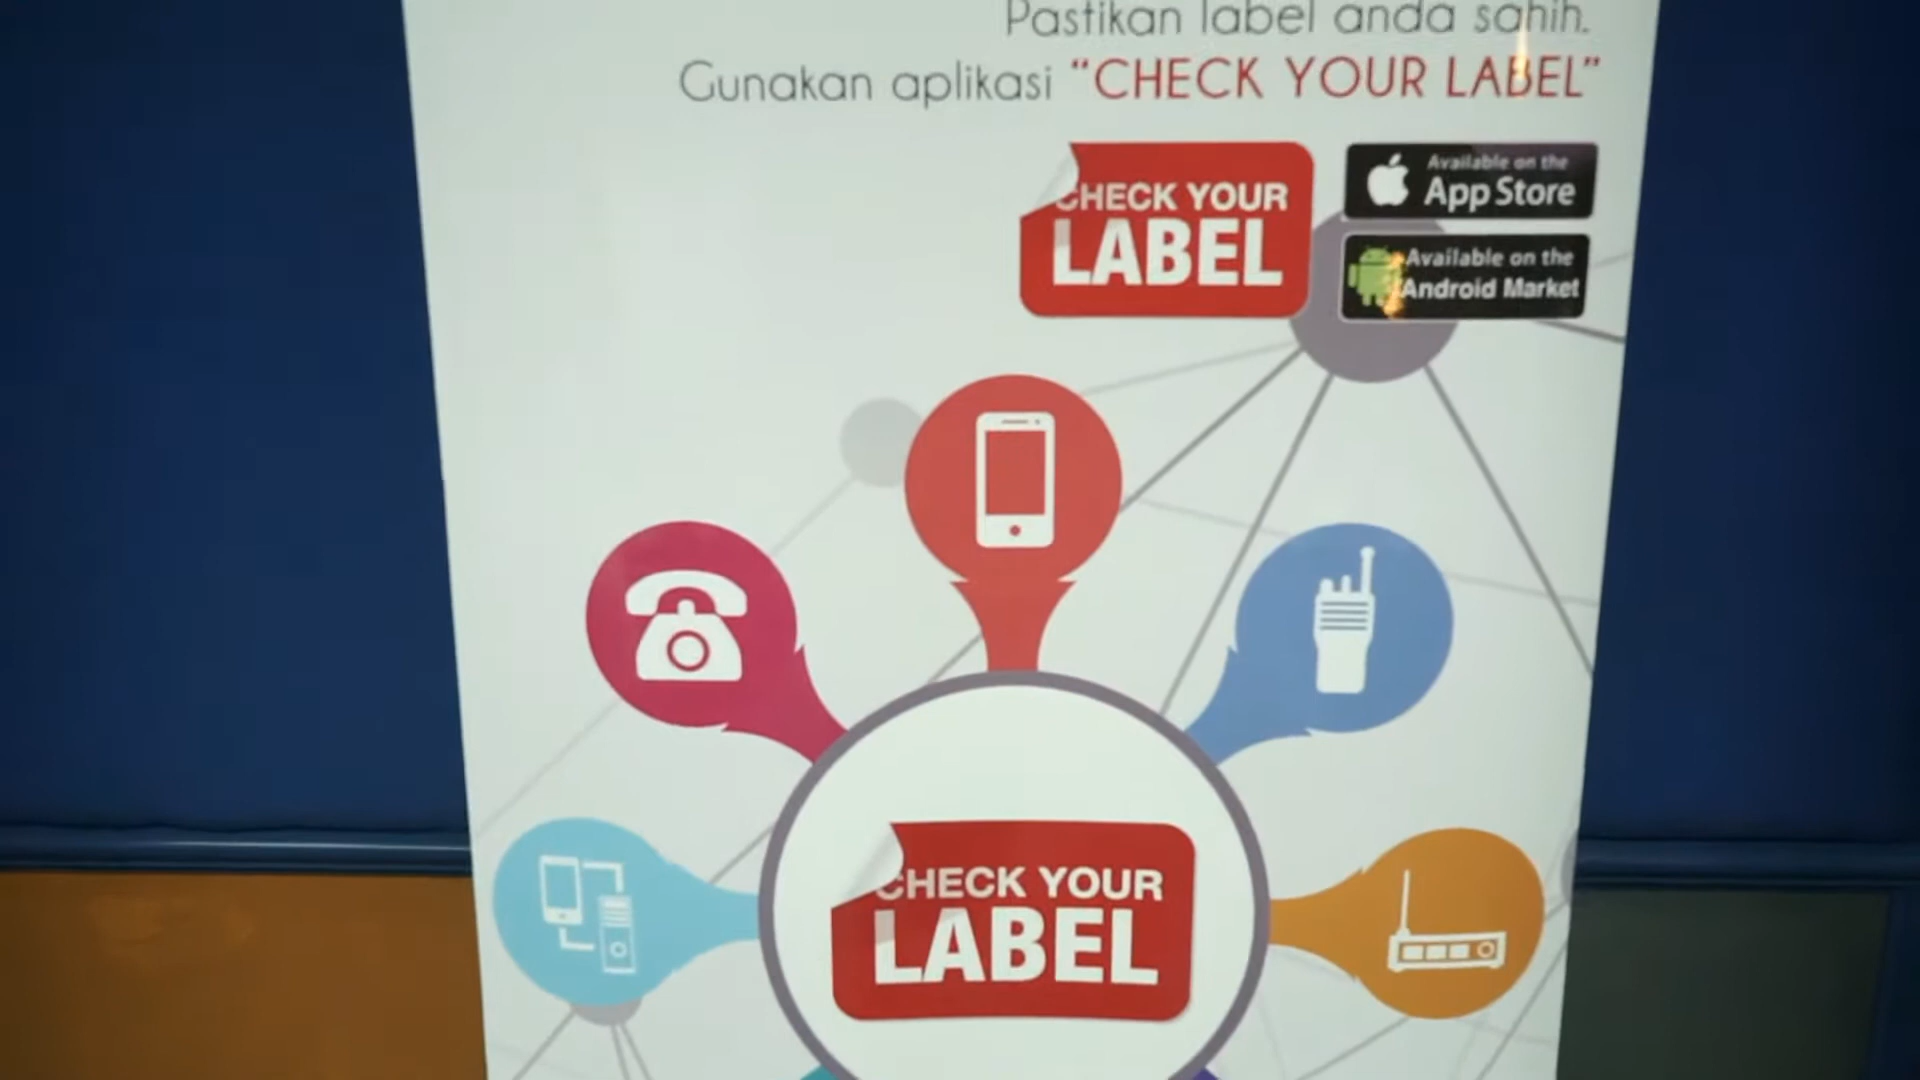 Pastikan label anda sahih.
Gunakan aplikasi “CHECK YOUR LABEL”
CHECK YOUR
LABEL
Available on the
App Store
Available on the
Android Market
CHECK YOUR
LABEL